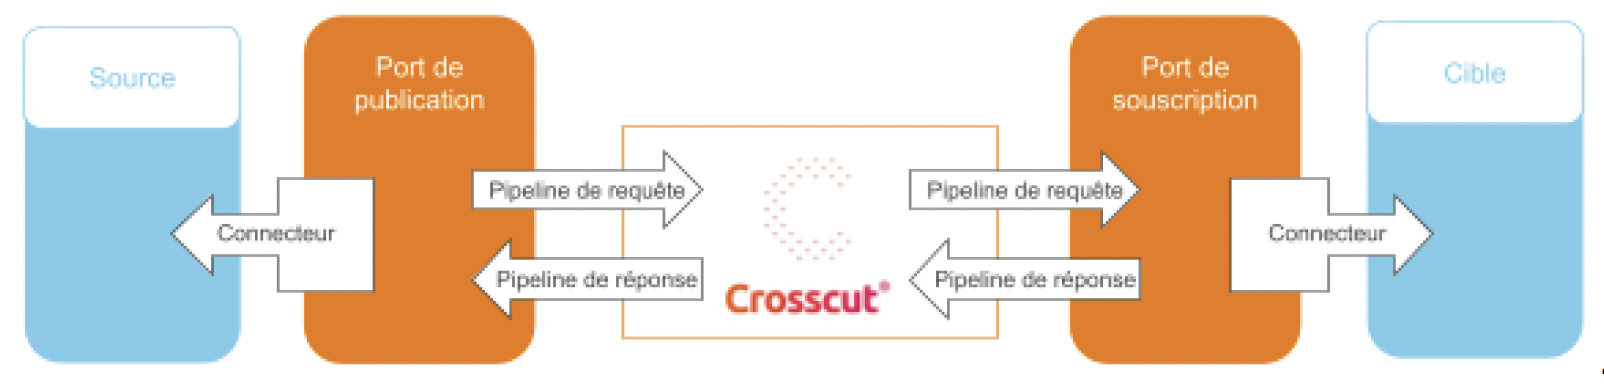 Source
Port de
publication
Port de
souscription
Cible
Pipeline de requête
Pipeline de requête
Connecteur
Connecteur
Pipeline de réponse
Pipeline de réponse
Crosscut®